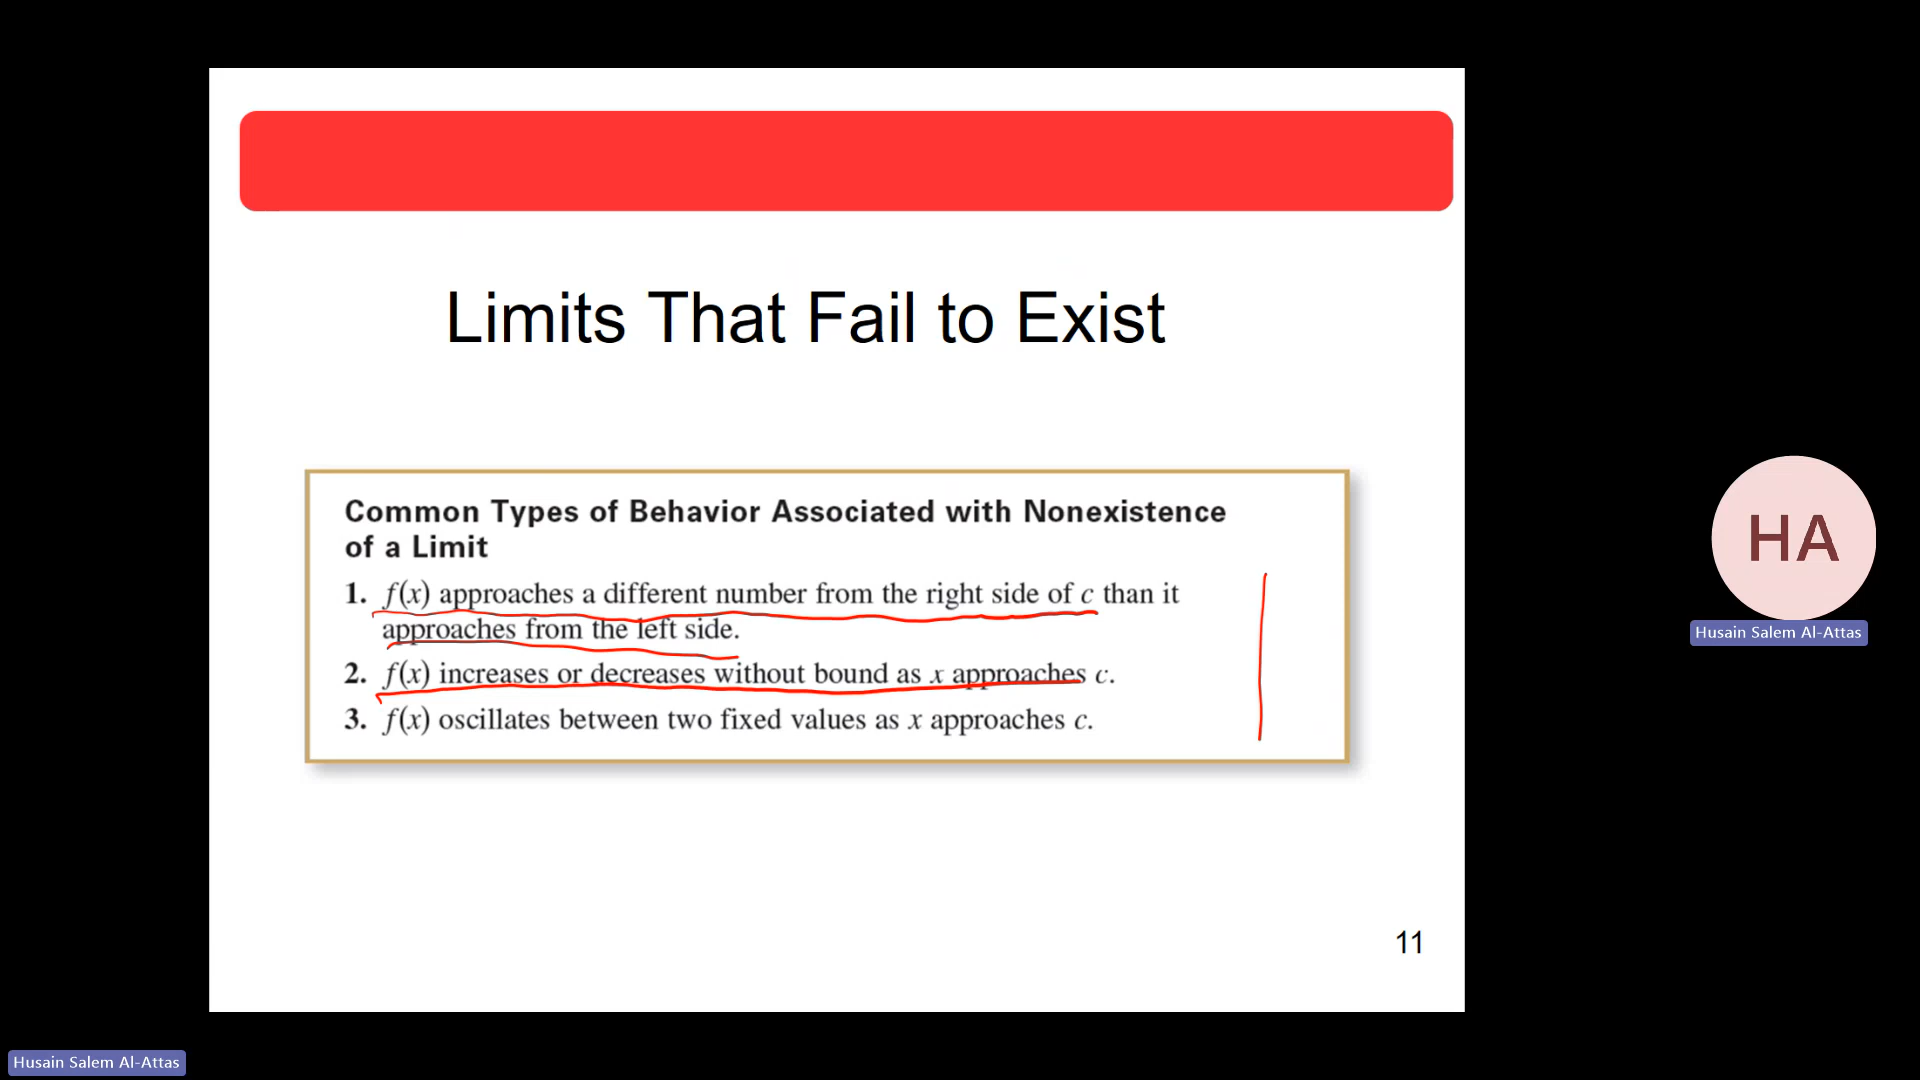 Limits That Fail to Exist
Common Types of Behavior Associated with Nonexistence
of a Limit
1. f(x) approaches a different number from the right side of c than it
approaches from the left side.
2. f(x) increases or decreases without bound as x approaches c.
3. f(x) oscillates between two fixed values as x approaches c.
11
HA
Husain Salem Al-Attas
Husain Salem Al-Attas